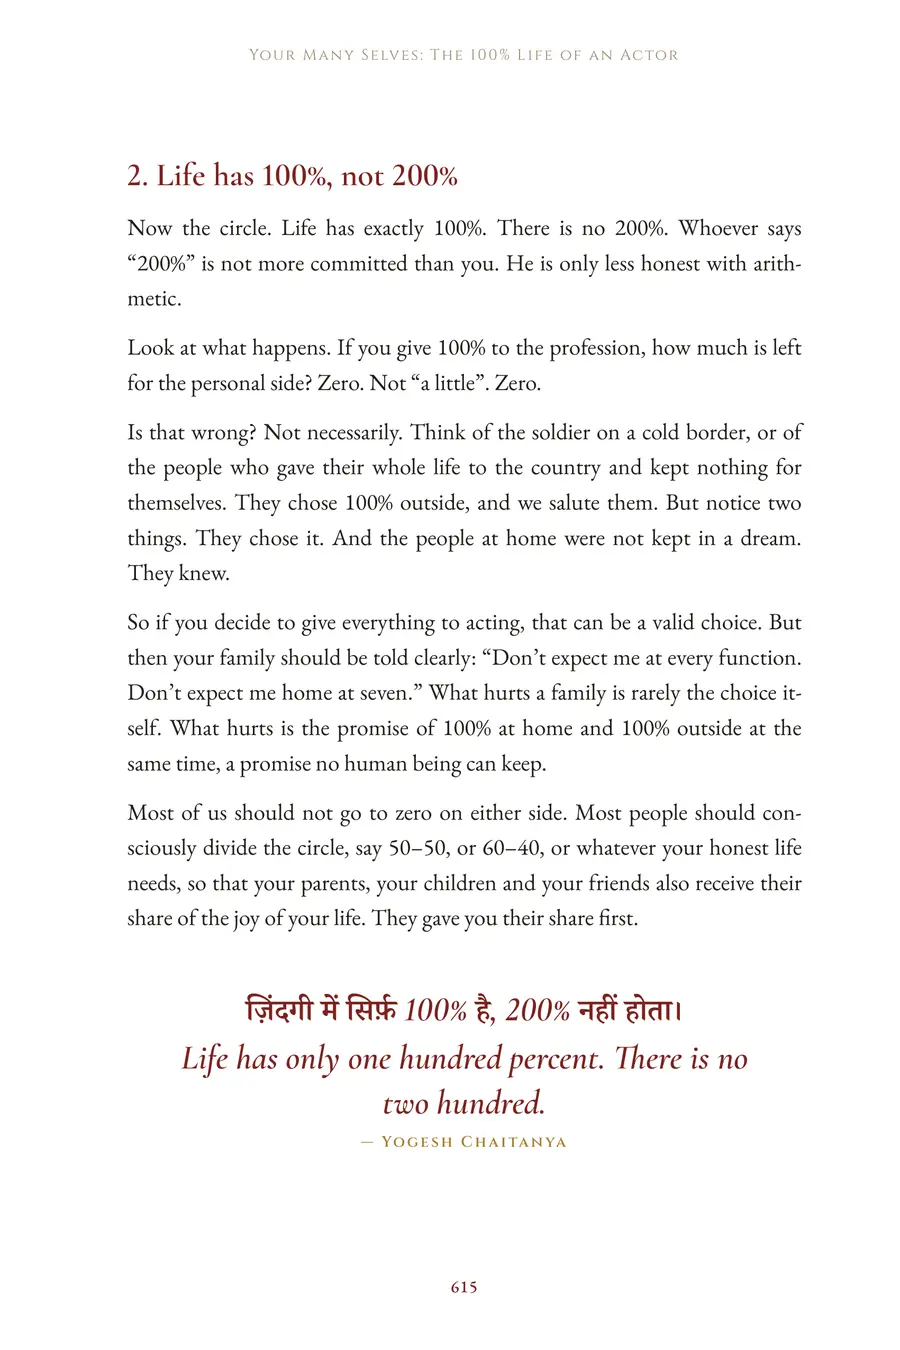 Your Many Selves: The 100% Life of an Actor
2. Life has 100%, not 200%
Now the circle. Life has exactly 100%. There is no 200%. Whoever says
“200%” is not more committed than you. He is only less honest with arith-
metic.
Look at what happens. If you give 100% to the profession, how much is left
for the personal side? Zero. Not “a little”. Zero.
Is that wrong? Not necessarily. Think of the soldier on a cold border, or of
the people who gave their whole life to the country and kept nothing for
themselves. They chose 100% outside, and we salute them. But notice two
things. They chose it. And the people at home were not kept in a dream.
They knew.
So if you decide to give everything to acting, that can be a valid choice. But
then your family should be told clearly: “Don’t expect me at every function.
Don’t expect me home at seven.” What hurts a family is rarely the choice it-
self. What hurts is the promise of 100% at home and 100% outside at the
same time, a promise no human being can keep.
Most of us should not go to zero on either side. Most people should con-
sciously divide the circle, say 50–50, or 60–40, or whatever your honest life
needs, so that your parents, your children and your friends also receive their
share of the joy of your life. They gave you their share first.
ज़िंदगी में सिर्फ़ 100% है, 200% नहीं होता।
Life has only one hundred percent. There is no
two hundred.
— Yogesh Chaitanya
615